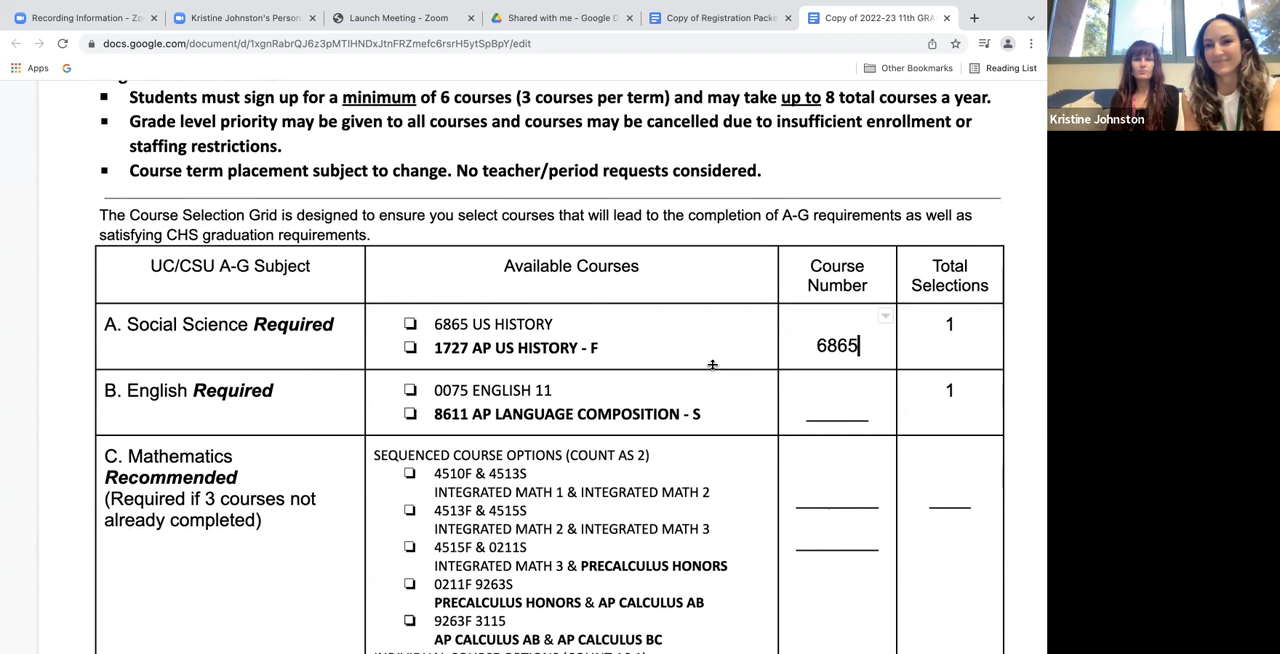 Recording Information - Zo
Kristine Johnston's Person
Launch Meeting - Zoom
Shared with me - Google D
Copy of Registration Packe
Copy of 2022-23 11th GRA
docs.google.com/document/d/1xgnRabrQJ6z3pMTIHNDxJtnFRZmefc6rsrH5ytSpBpY/edit
Apps
Other Bookmarks
Reading List
Kristine Johnston
▪ Students must sign up for a minimum of 6 courses (3 courses per term) and may take up to 8 total courses a year.
▪ Grade level priority may be given to all courses and courses may be cancelled due to insufficient enrollment or
staffing restrictions.
▪ Course term placement subject to change. No teacher/period requests considered.
The Course Selection Grid is designed to ensure you select courses that will lead to the completion of A-G requirements as well as
satisfying CHS graduation requirements.
UC/CSU A-G Subject
Available Courses
Course
Number
Total
Selections
A. Social Science Required
❏ 6865 US HISTORY
❏ 1727 AP US HISTORY - F
6865
1
B. English Required
❏ 0075 ENGLISH 11
❏ 8611 AP LANGUAGE COMPOSITION - S
1
C. Mathematics
Recommended
(Required if 3 courses not
already completed)
SEQUENCED COURSE OPTIONS (COUNT AS 2)
❏ 4510F & 4513S
INTEGRATED MATH 1 & INTEGRATED MATH 2
❏ 4513F & 4515S
INTEGRATED MATH 2 & INTEGRATED MATH 3
❏ 4515F & 0211S
INTEGRATED MATH 3 & PRECALCULUS HONORS
❏ 0211F 9263S
PRECALCULUS HONORS & AP CALCULUS AB
❏ 9263F 3115
AP CALCULUS AB & AP CALCULUS BC